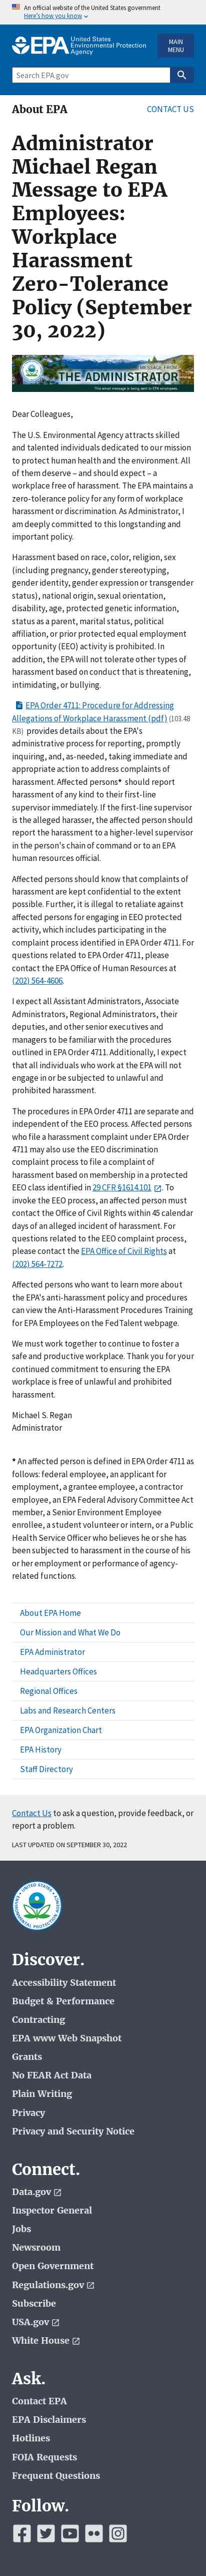 An official website of the United States government
Here's how you know
EPA United States
Environmental Protection
Agency
MAIN
MENU
Search EPA.gov
About EPA
CONTACT US
Administrator
Michael Regan
Message to EPA
Employees:
Workplace
Harassment
Zero-Tolerance
Policy (September
30, 2022)
MESSAGE FROM
THE ADMINISTRATOR
This email message is being sent to EPA employees.
Dear Colleagues,
The U.S. Environmental Agency attracts skilled
and talented individuals dedicated to our mission
to protect human health and the environment. All
of them deserve – and should expect – a
workplace free of harassment. The EPA maintains
a zero-tolerance policy for any form of workplace
harassment or discrimination. As Administrator, I
am deeply committed to this singularly
important policy.
Harassment based on race, color, religion, sex
(including pregnancy, gender stereotyping,
gender identity, gender expression or transgender
status), national origin, sexual orientation,
disability, age, protected genetic information,
status as a parent, marital status, political
affiliation, or prior protected equal employment
opportunity (EEO) activity is prohibited. In
addition, the EPA will not tolerate other types of
harassment, including, but not limited to,
intimidating, or bullying.
EPA Order 4711: Procedure for Addressing
Allegations of Workplace Harassment (pdf) (103.48
KB) provides details about the EPA's
administrative process for reporting, promptly
inquiring, and, as-needed, taking immediate and
appropriate corrective action to address
harassment. Affected persons* should report
harassment to their first-line
supervisor immediately. If the first-line supervisor
is the alleged harasser, the affected person should
report harassment to a higher-level supervisor
in that person's chain of command or to an EPA
human resources official.
Affected persons should know that complaints of
harassment are kept confidential to the extent
possible. Further, it is illegal to retaliate against
affected persons for engaging in EEO protected
activity, which includes participating in the
complaint process identified in EPA Order 4711. For
questions related to EPA Order 4711, please
contact the EPA Office of Human Resources at
(202) 564-4606.
I expect all Assistant Administrators, Associate
Administrators, Regional Administrators, their
deputies, and other senior executives and
managers to be familiar with the procedures
outlined in EPA Order 4711. Additionally, I expect
that all individuals who work with the EPA will not
engage in or be subjected to unlawful and
prohibited harassment.
The procedures in EPA Order 4711 are separate and
independent of the EEO process. Affected persons
who file a harassment complaint under EPA Order
4711 may also use the EEO discrimination
complaint process to file a complaint of
harassment by a manager if related to protected
EEO class identified in 29 CFR §1614.101. To
invoke the EEO process, an affected person must
contact the Office of Civil Rights within 45 calendar
days of an alleged incident of harassment. For
additional questions related to EEO complaints,
please contact the EPA Office of Civil Rights at
(202) 564-7272.
Affected persons who want to learn more about
the EPA's anti-harassment policy and procedures
can view the Anti-Harassment Procedures Training
for EPA Employees on the FedTalent webpage.
We must work together to continue to foster a
safe and productive workplace. Thank you for your
continued commitment to ensuring the EPA
workplace is free of unlawful and prohibited
harassment.
Michael S. Regan
Administrator
* An affected person is defined in EPA Order 4711 as
follows: federal employee, an applicant for
employment, a grantee employee, a contractor
employee, an EPA Federal Advisory Committee Act
member, a Senior Environmental Employment
enrollee, a student volunteer or intern, or a Public
Health Service Officer who believes he or she has
been harassed in connection with the course of his
or her employment or performance of agency-
related functions.
About EPA Home
Our Mission and What We Do
EPA Administrator
Headquarters Offices
Regional Offices
Labs and Research Centers
EPA Organization Chart
EPA History
Staff Directory
Contact Us to ask a question, provide feedback, or
report a problem.
LAST UPDATED ON SEPTEMBER 30, 2022
Discover.
Accessibility Statement
Budget & Performance
Contracting
EPA www Web Snapshot
Grants
No FEAR Act Data
Plain Writing
Privacy
Privacy and Security Notice
Connect.
Data.gov
Inspector General
Jobs
Newsroom
Open Government
Regulations.gov
Subscribe
USA.gov
White House
Ask.
Contact EPA
EPA Disclaimers
Hotlines
FOIA Requests
Frequent Questions
Follow.